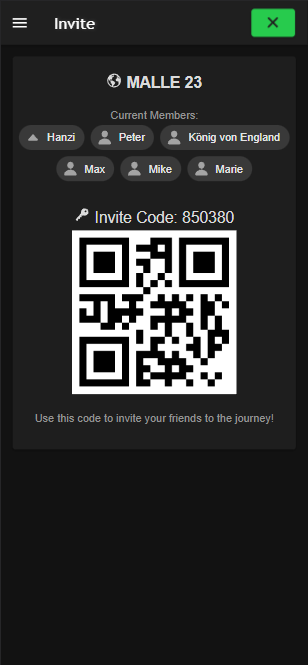 Invite
MALLE 23
Current Members:
Hanzi Peter König von England
Max Mike Marie
Invite Code: 850380
Use this code to invite your friends to the journey!